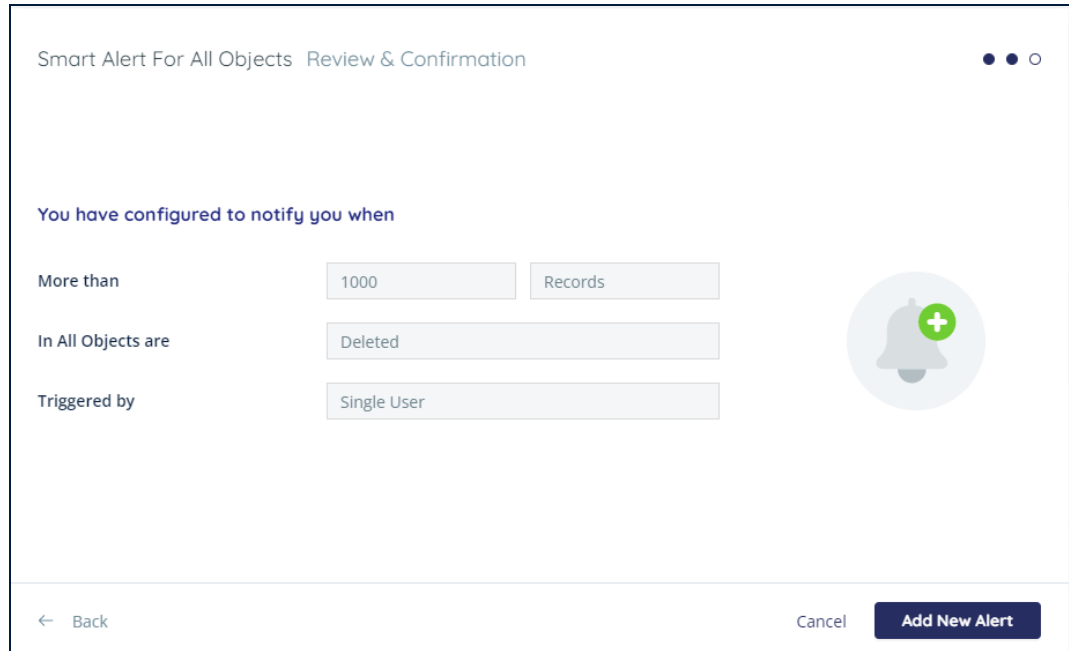 Smart Alert For All Objects Review & Confirmation
You have configured to notify you when
More than 1000 Records
In All Objects are Deleted
Triggered by Single User
← Back Cancel Add New Alert